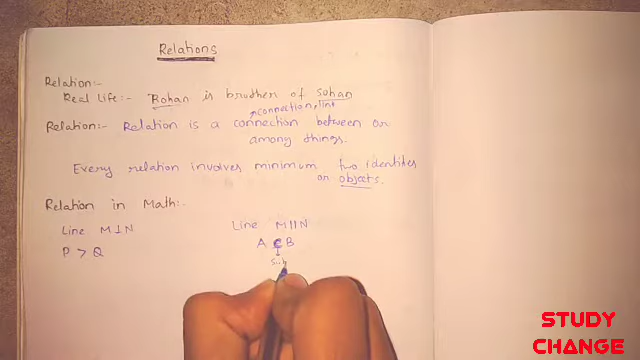 Relations
Relation:-
Real Life:- Rohan is brother of Sohan
connection, link
Relation:- Relation is a connection between or
among things.
Every relation involves minimum two identities
or objects.
Relation in Math:-
Line M⊥N Line M||N
P > Q A ⊂ B
Sub
STUDY
CHANGE